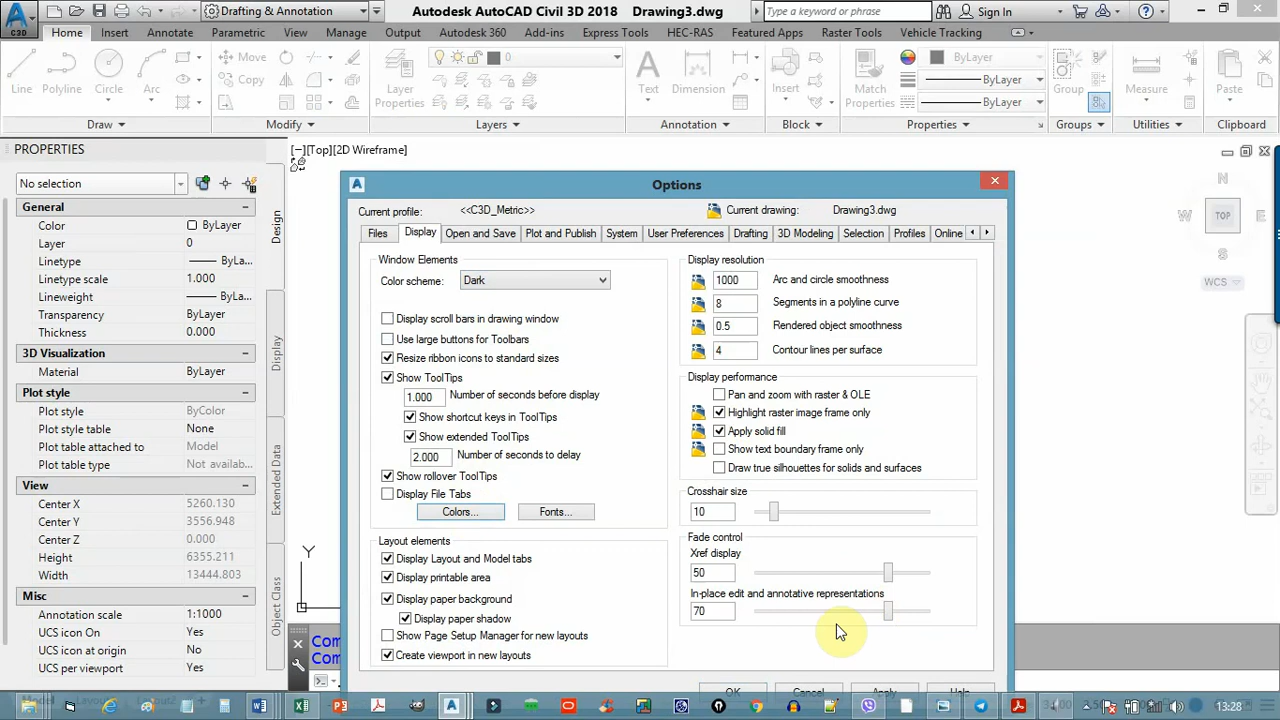 Drafting & Annotation
Autodesk AutoCAD Civil 3D 2018 Drawing3.dwg
Type a keyword or phrase
Sign In
C3D
Home Insert Annotate Parametric View Manage Output Autodesk 360 Add-ins Express Tools HEC-RAS Featured Apps Raster Tools Vehicle Tracking
Line Polyline Circle Arc
Move
Copy
Layer
Properties
0
Text Dimension
Insert
Match
Properties
ByLayer
ByLayer
ByLayer
Group
Measure
Paste
Draw Modify Layers Annotation Block Properties Groups Utilities Clipboard
PROPERTIES
No selection
General
Color ByLayer
Layer 0
Linetype ByLa...
Linetype scale 1.000
Lineweight ByLa...
Transparency ByLayer
Thickness 0.000
3D Visualization
Material ByLayer
Plot style
Plot style ByColor
Plot style table None
Plot table attached to Model
Plot table type Not availa...
View
Center X 5260.130
Center Y 3556.948
Center Z 0.000
Height 6355.211
Width 13444.803
Misc
Annotation scale 1:1000
UCS icon On Yes
UCS icon at origin No
UCS per viewport Yes
Design
Display
Extended Data
Object Class
[−][Top][2D Wireframe]
N
W TOP E
S
WCS
Y
Com
Com
Options
Current profile: <<C3D_Metric>> Current drawing: Drawing3.dwg
Files Display Open and Save Plot and Publish System User Preferences Drafting 3D Modeling Selection Profiles Online
Window Elements
Color scheme: Dark
Display scroll bars in drawing window
Use large buttons for Toolbars
Resize ribbon icons to standard sizes
Show ToolTips
1.000 Number of seconds before display
Show shortcut keys in ToolTips
Show extended ToolTips
2.000 Number of seconds to delay
Show rollover ToolTips
Display File Tabs
Colors... Fonts...
Layout elements
Display Layout and Model tabs
Display printable area
Display paper background
Display paper shadow
Show Page Setup Manager for new layouts
Create viewport in new layouts
Display resolution
1000 Arc and circle smoothness
8 Segments in a polyline curve
0.5 Rendered object smoothness
4 Contour lines per surface
Display performance
Pan and zoom with raster & OLE
Highlight raster image frame only
Apply solid fill
Show text boundary frame only
Draw true silhouettes for solids and surfaces
Crosshair size
10
Fade control
Xref display
50
In-place edit and annotative representations
70
OK Cancel Apply Help
13:28